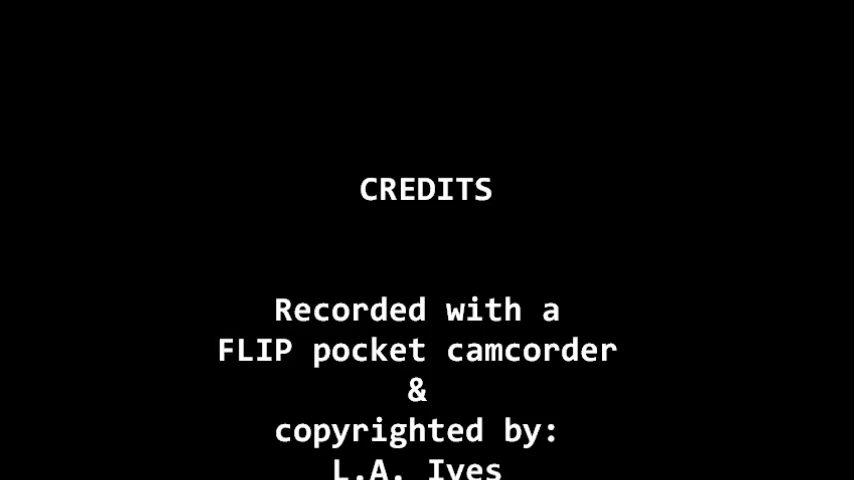 CREDITS
Recorded with a
FLIP pocket camcorder
&
copyrighted by:
L.A. Ives